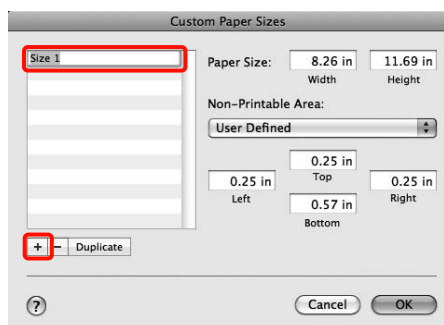 Custom Paper Sizes
Size 1
Paper Size:
8.26 in
11.69 in
Width
Height
Non-Printable Area:
User Defined
0.25 in
Top
0.25 in
0.25 in
Left
Right
0.57 in
Bottom
+ - Duplicate
? Cancel OK